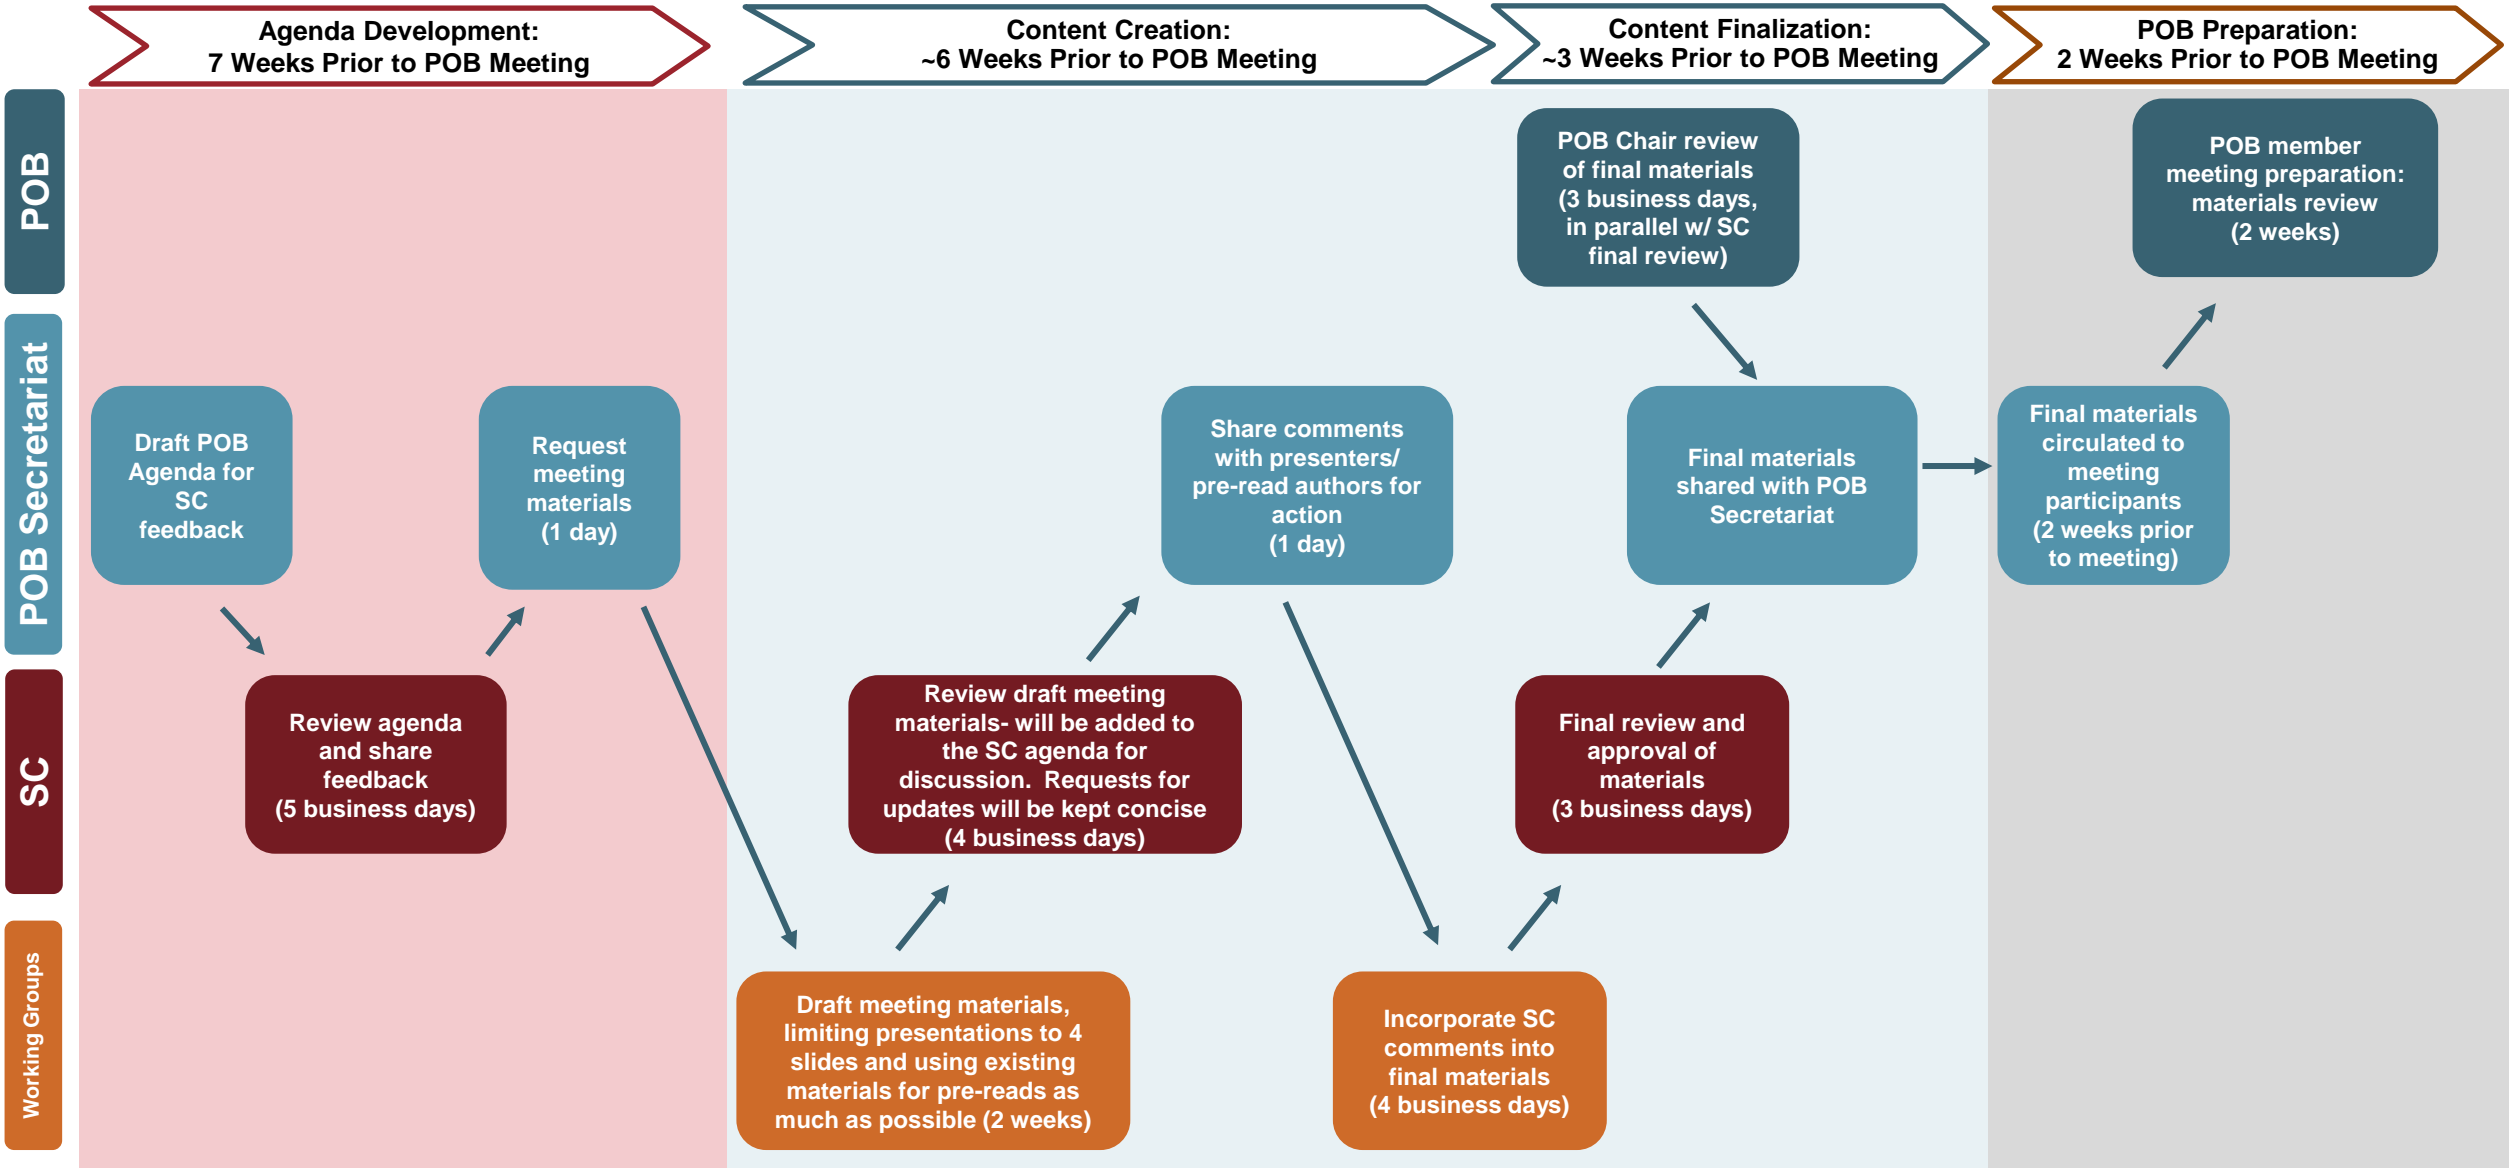 Agenda Development:
7 Weeks Prior to POB Meeting
Content Creation:
~6 Weeks Prior to POB Meeting
Content Finalization:
~3 Weeks Prior to POB Meeting
POB Preparation:
2 Weeks Prior to POB Meeting
POB
POB Chair review
of final materials
(3 business days,
in parallel w/ SC
final review)
POB member
meeting preparation:
materials review
(2 weeks)
POB Secretariat
Draft POB
Agenda for
SC
feedback
Request
meeting
materials
(1 day)
Share comments
with presenters/
pre-read authors for
action
(1 day)
Final materials
shared with POB
Secretariat
Final materials
circulated to
meeting
participants
(2 weeks prior
to meeting)
SC
Review agenda
and share
feedback
(5 business days)
Review draft meeting
materials- will be added to
the SC agenda for
discussion.  Requests for
updates will be kept concise
(4 business days)
Final review and
approval of
materials
(3 business days)
Working Groups
Draft meeting materials,
limiting presentations to 4
slides and using existing
materials for pre-reads as
much as possible (2 weeks)
Incorporate SC
comments into
final materials
(4 business days)